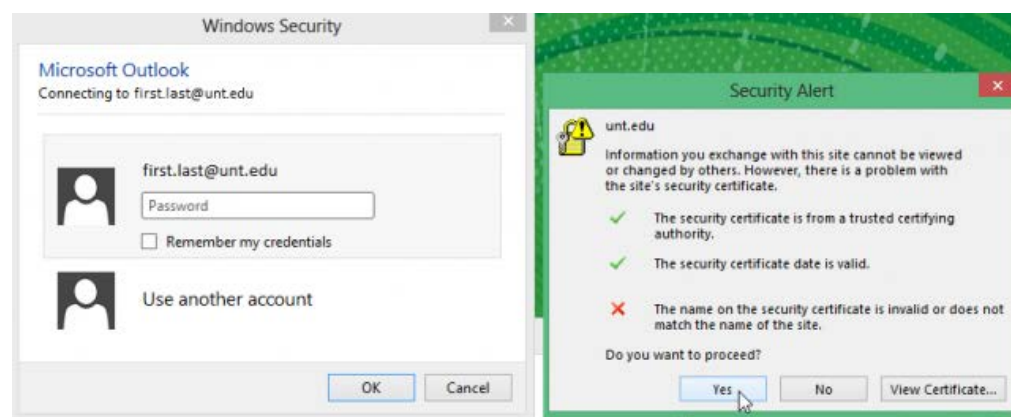 Windows Security
Microsoft Outlook
Connecting to first.last@unt.edu
first.last@unt.edu
Password
Remember my credentials
Use another account
OK
Cancel
Security Alert
unt.edu
Information you exchange with this site cannot be viewed
or changed by others. However, there is a problem with
the site's security certificate.
The security certificate is from a trusted certifying
authority.
The security certificate date is valid.
The name on the security certificate is invalid or does not
match the name of the site.
Do you want to proceed?
Yes
No
View Certificate...